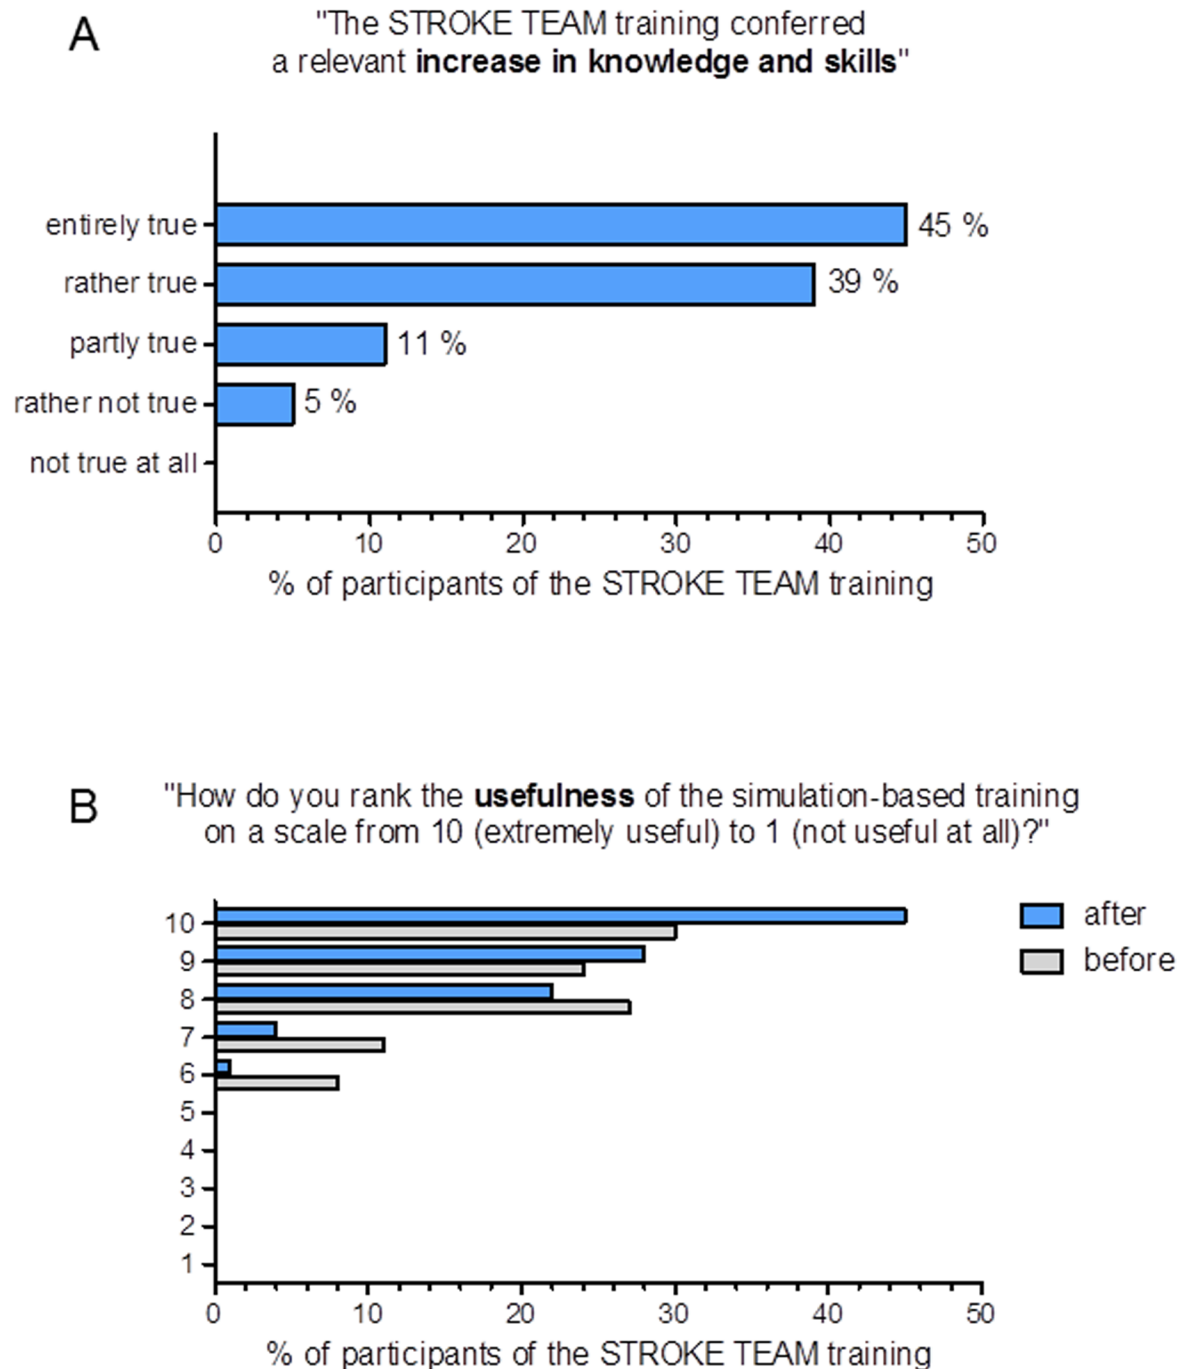 A
"The STROKE TEAM training conferred
a relevant increase in knowledge and skills"
entirely true
45 %
rather true
39 %
partly true
11 %
rather not true
5 %
not true at all
0 10 20 30 40 50
% of participants of the STROKE TEAM training
B
"How do you rank the usefulness of the simulation-based training
on a scale from 10 (extremely useful) to 1 (not useful at all)?"
after
before
10
9
8
7
6
5
4
3
2
1
0 10 20 30 40 50
% of participants of the STROKE TEAM training